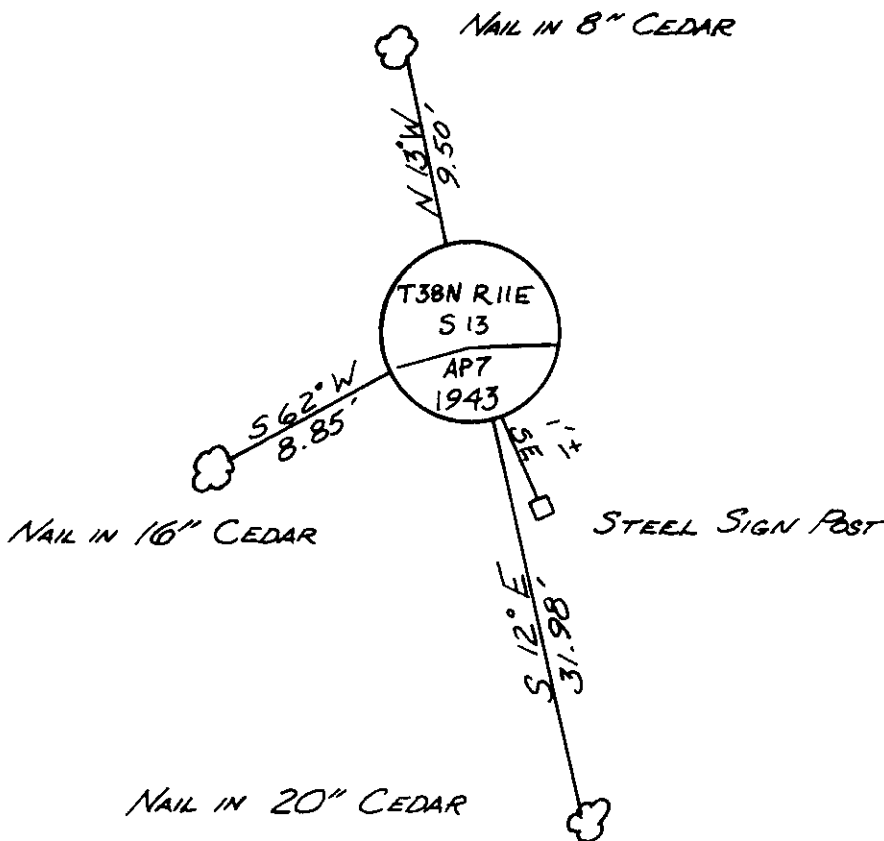 NAIL IN 8" CEDAR
N 13° W
9.50'
T38N R11E
S 13
AP7
1943
S 62° W
8.85'
SE
1'±
NAIL IN 16" CEDAR
STEEL SIGN POST
S 12° E
31.98'
NAIL IN 20" CEDAR